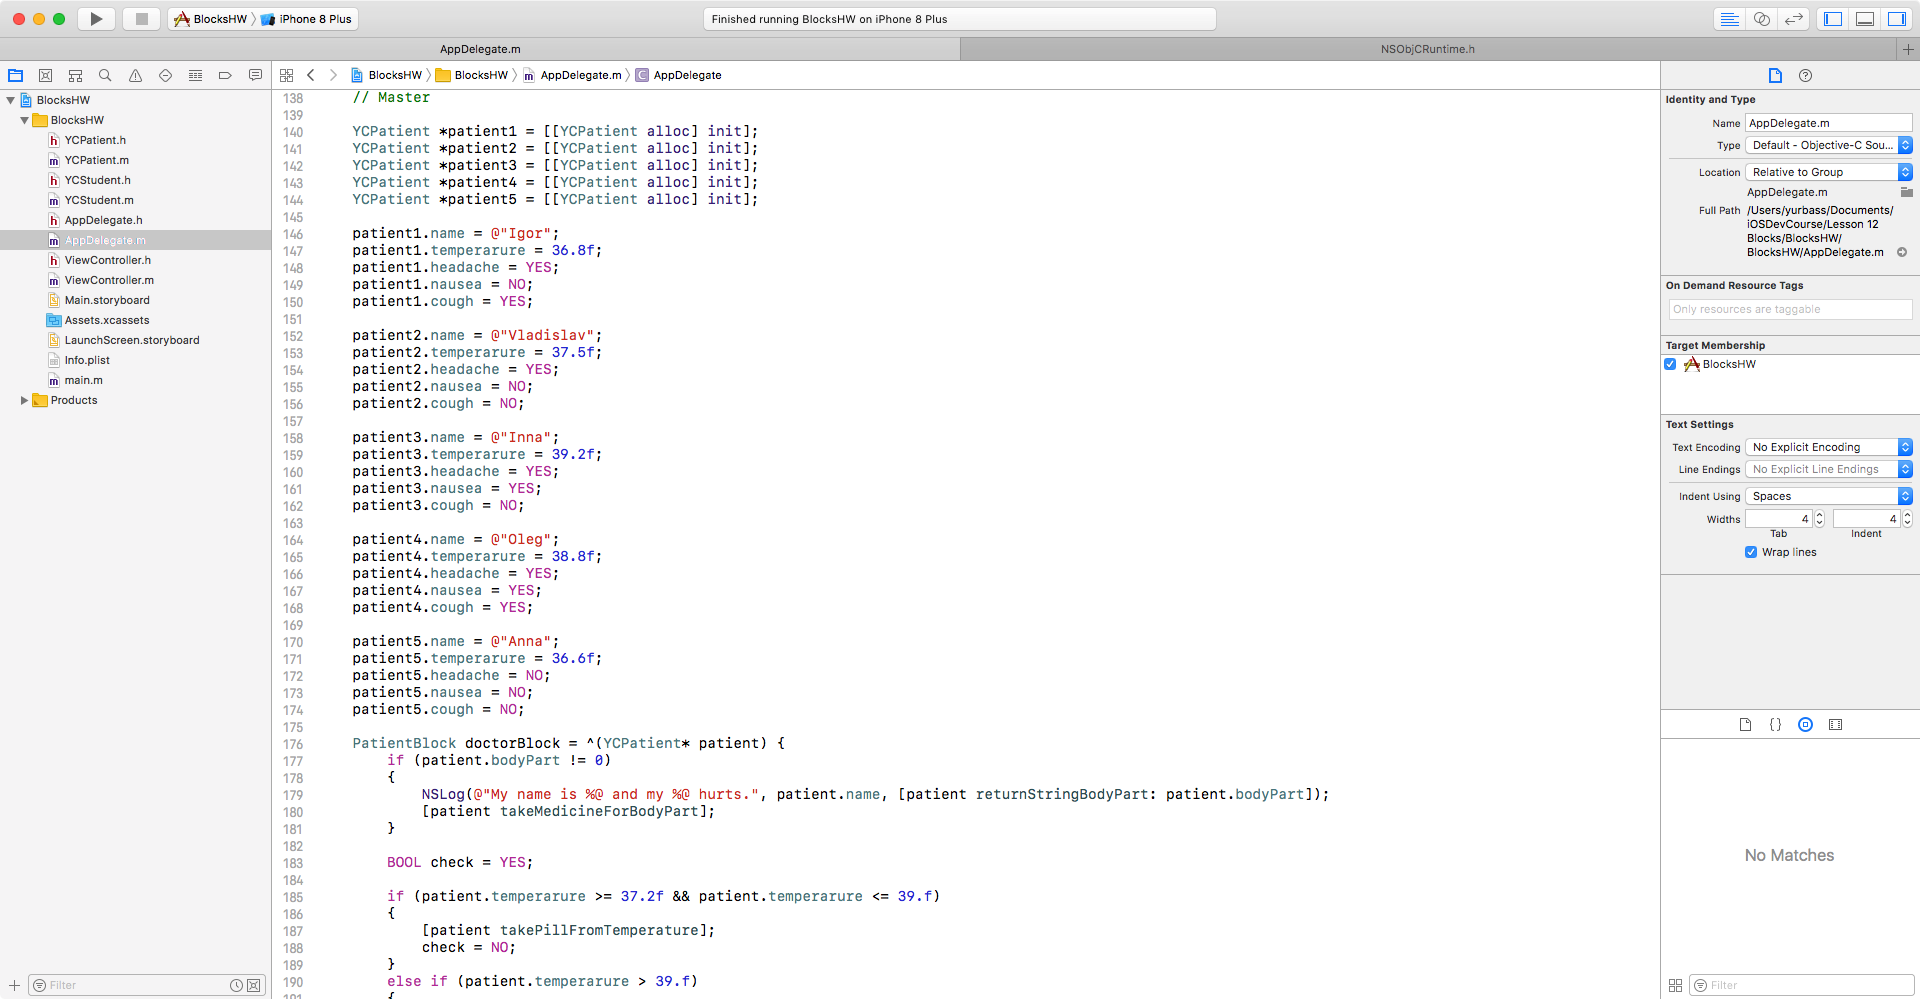 BlocksHW 〉 iPhone 8 Plus
Finished running BlocksHW on iPhone 8 Plus
AppDelegate.m
NSObjCRuntime.h
BlocksHW 〉 BlocksHW 〉 AppDelegate.m 〉 C AppDelegate
BlocksHW
BlocksHW
h YCPatient.h
m YCPatient.m
h YCStudent.h
m YCStudent.m
h AppDelegate.h
m AppDelegate.m
h ViewController.h
m ViewController.m
Main.storyboard
Assets.xcassets
LaunchScreen.storyboard
Info.plist
m main.m
Products
Filter
138 // Master
139
140 YCPatient *patient1 = [[YCPatient alloc] init];
141 YCPatient *patient2 = [[YCPatient alloc] init];
142 YCPatient *patient3 = [[YCPatient alloc] init];
143 YCPatient *patient4 = [[YCPatient alloc] init];
144 YCPatient *patient5 = [[YCPatient alloc] init];
145
146 patient1.name = @"Igor";
147 patient1.temperarure = 36.8f;
148 patient1.headache = YES;
149 patient1.nausea = NO;
150 patient1.cough = YES;
151
152 patient2.name = @"Vladislav";
153 patient2.temperarure = 37.5f;
154 patient2.headache = YES;
155 patient2.nausea = NO;
156 patient2.cough = NO;
157
158 patient3.name = @"Inna";
159 patient3.temperarure = 39.2f;
160 patient3.headache = YES;
161 patient3.nausea = YES;
162 patient3.cough = NO;
163
164 patient4.name = @"Oleg";
165 patient4.temperarure = 38.8f;
166 patient4.headache = YES;
167 patient4.nausea = YES;
168 patient4.cough = YES;
169
170 patient5.name = @"Anna";
171 patient5.temperarure = 36.6f;
172 patient5.headache = NO;
173 patient5.nausea = NO;
174 patient5.cough = NO;
175
176 PatientBlock doctorBlock = ^(YCPatient* patient) {
177 if (patient.bodyPart != 0)
178 {
179 NSLog(@"My name is %@ and my %@ hurts.", patient.name, [patient returnStringBodyPart: patient.bodyPart]);
180 [patient takeMedicineForBodyPart];
181 }
182
183 BOOL check = YES;
184
185 if (patient.temperarure >= 37.2f && patient.temperarure <= 39.f)
186 {
187 [patient takePillFromTemperature];
188 check = NO;
189 }
190 else if (patient.temperarure > 39.f)
191 {
Identity and Type
Name AppDelegate.m
Type Default - Objective-C Sou...
Location Relative to Group
AppDelegate.m
Full Path /Users/yurbass/Documents/
iOSDevCourse/Lesson 12
Blocks/BlocksHW/
BlocksHW/AppDelegate.m
On Demand Resource Tags
Only resources are taggable
Target Membership
BlocksHW
Text Settings
Text Encoding No Explicit Encoding
Line Endings No Explicit Line Endings
Indent Using Spaces
Widths 4 4
Tab Indent
Wrap lines
No Matches
Filter